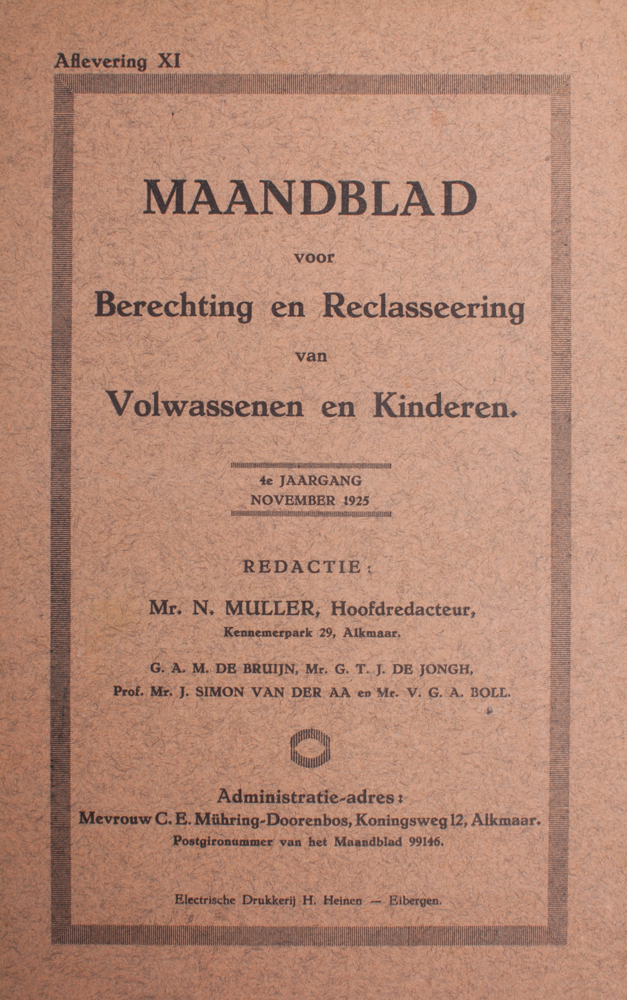 Aflevering XI
MAANDBLAD
voor
Berechting en Reclasseering
van
Volwassenen en Kinderen.
4e JAARGANG
NOVEMBER 1925
REDACTIE:
Mr. N. MULLER, Hoofdredacteur,
Kennemerpark 29, Alkmaar.
G. A. M. DE BRUIJN, Mr. G. T. J. DE JONGH,
Prof. Mr. J. SIMON VAN DER AA en Mr. V. G. A. BOLL.
Administratie-adres:
Mevrouw C. E. Mühring-Doorenbos, Koningsweg 12, Alkmaar.
Postgironummer van het Maandblad 99146.
Electrische Drukkerij H. Heinen — Eibergen.